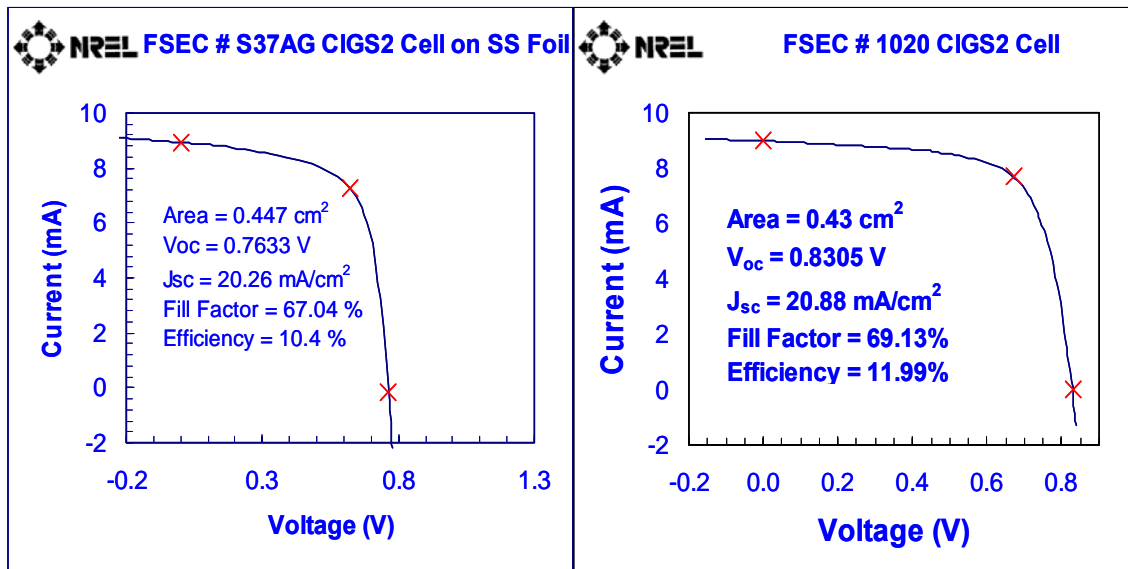 NREL FSEC # S37AG CIGS2 Cell on SS Foil
10
8
6
4
2
0
-2
Current (mA)
Area = 0.447 cm²
Voc = 0.7633 V
Jsc = 20.26 mA/cm²
Fill Factor = 67.04 %
Efficiency = 10.4 %
-0.2 0.3 0.8 1.3
Voltage (V)
NREL FSEC # 1020 CIGS2 Cell
10
8
6
4
2
0
-2
Current (mA)
Area = 0.43 cm²
Voc = 0.8305 V
Jsc = 20.88 mA/cm²
Fill Factor = 69.13%
Efficiency = 11.99%
-0.2 0.0 0.2 0.4 0.6 0.8
Voltage (V)